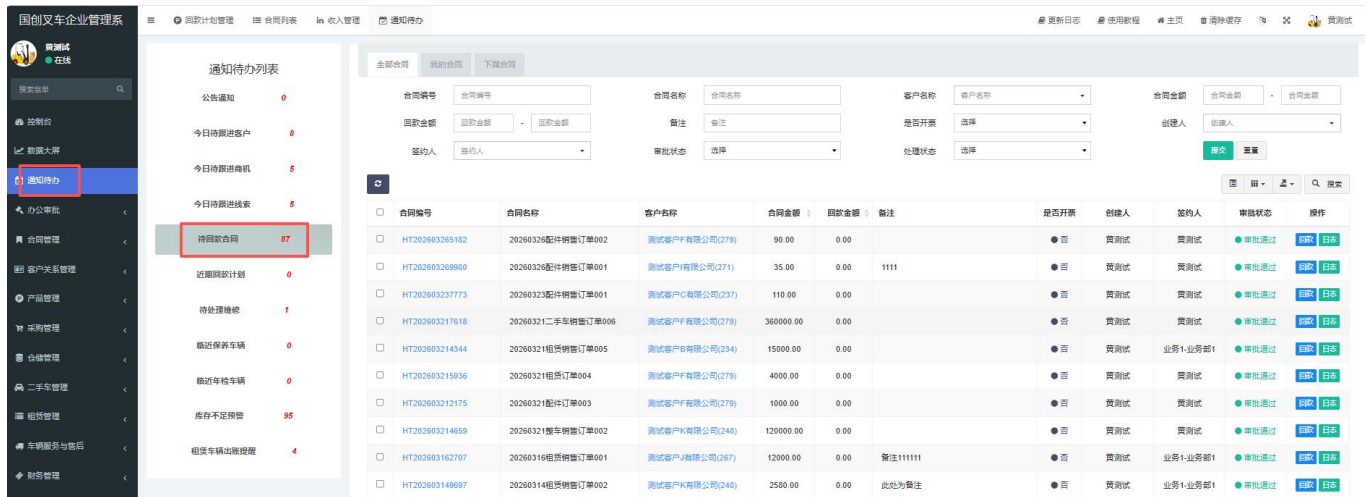 国创叉车企业管理系
回款计划管理 合同列表 in 收入管理 通知待办 更新日志 使用教程 主页 清除缓存 黄测试
黄测试
在线
搜索菜单
控制台
数据大屏
通知待办
办公审批
合同管理
客户关系管理
产品管理
采购管理
仓储管理
二手车管理
租赁管理
车辆服务与售后
财务管理
通知待办列表
公告通知 0
今日待跟进客户 8
今日待跟进商机 5
今日待跟进线索 5
待回款合同 87
近期回款计划 0
待处理维修 1
临近保养车辆 0
临近年检车辆 0
库存不足预警 95
租赁车辆出账提醒 4
全部合同 我的合同 下属合同
合同编号 合同编号 合同名称 合同名称 客户名称 客户名称 合同金额 合同金额 - 合同金额
回款金额 回款金额 - 回款金额 备注 备注 是否开票 选择 创建人 创建人
签约人 签约人 审批状态 选择 处理状态 选择 提交 重置
搜索
合同编号 合同名称 客户名称 合同金额 回款金额 备注 是否开票 创建人 签约人 审批状态 操作
HT202603265182 20260326配件销售订单002 测试客户F有限公司(279) 90.00 0.00 否 黄测试 黄测试 审批通过 回款 日志
HT202603269980 20260326配件销售订单001 测试客户I有限公司(271) 35.00 0.00 1111 否 黄测试 黄测试 审批通过 回款 日志
HT202603237773 20260323配件销售订单001 测试客户C有限公司(237) 110.00 0.00 否 黄测试 黄测试 审批通过 回款 日志
HT202603217618 20260321二手车销售订单006 测试客户F有限公司(279) 360000.00 0.00 否 黄测试 黄测试 审批通过 回款 日志
HT202603214344 20260321租赁销售订单005 测试客户B有限公司(234) 15000.00 0.00 否 黄测试 业务1-业务部1 审批通过 回款 日志
HT202603215936 20260321租赁订单004 测试客户F有限公司(279) 4000.00 0.00 否 黄测试 黄测试 审批通过 回款 日志
HT202603212175 20260321配件订单003 测试客户F有限公司(279) 1000.00 0.00 否 黄测试 黄测试 审批通过 回款 日志
HT202603214659 20260321整车销售订单002 测试客户K有限公司(248) 120000.00 0.00 否 黄测试 黄测试 审批通过 回款 日志
HT202603162707 20260316租赁销售订单001 测试客户J有限公司(267) 12000.00 0.00 备注111111 否 黄测试 业务1-业务部1 审批通过 回款 日志
HT202603149697 20260314租赁销售订单002 测试客户K有限公司(248) 2580.00 0.00 此处为备注 否 黄测试 业务1-业务部1 审批通过 回款 日志